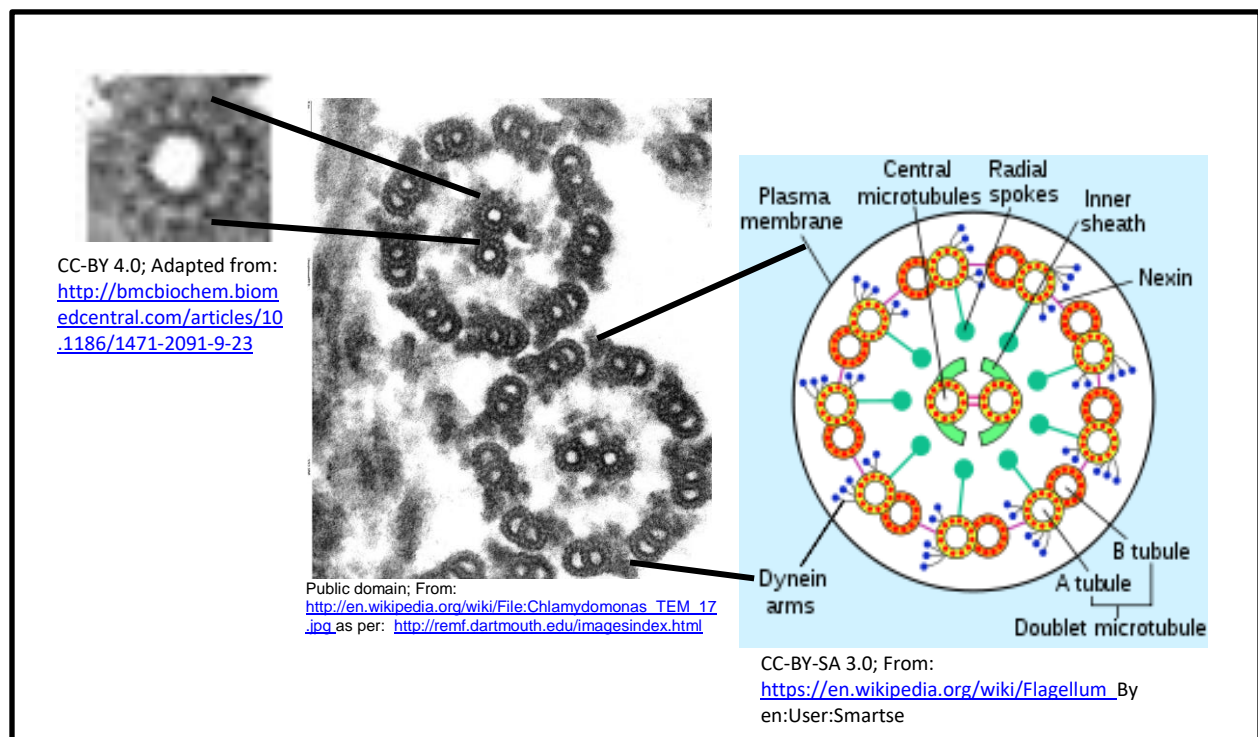 CC-BY 4.0; Adapted from:
http://bmcbiochem.biom
edcentral.com/articles/10
.1186/1471-2091-9-23
Public domain; From:
http://en.wikipedia.org/wiki/File:Chlamydomonas_TEM_17
.jpg as per: http://remf.dartmouth.edu/imagesindex.html
Plasma
membrane
Central
microtubules
Radial
spokes
Inner
sheath
Nexin
Dynein
arms
B tubule
A tubule
Doublet microtubule
CC-BY-SA 3.0; From:
https://en.wikipedia.org/wiki/Flagellum By
en:User:Smartse